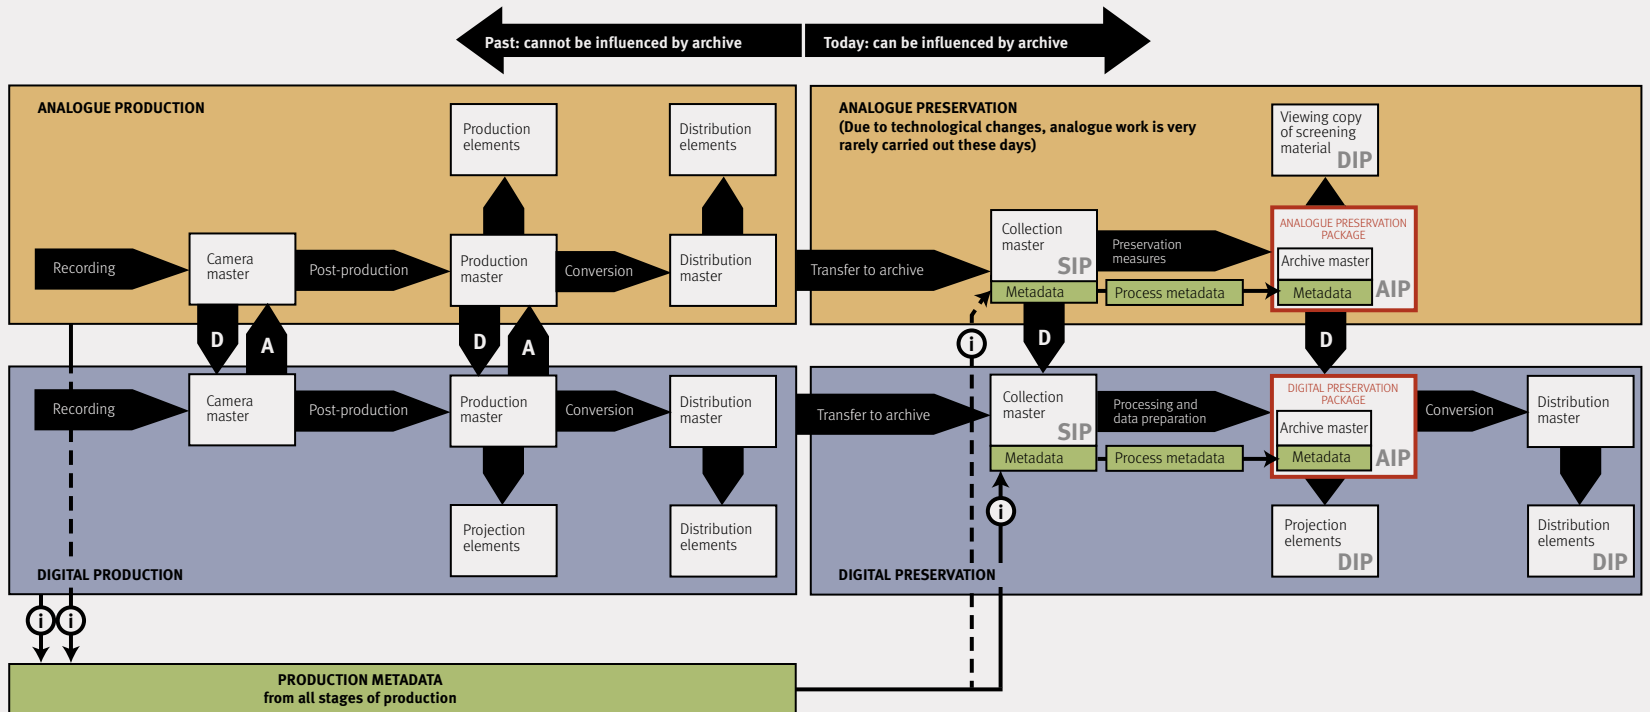 Past: cannot be influenced by archive
Today: can be influenced by archive
ANALOGUE PRODUCTION
Production
elements
Distribution
elements
Recording
Camera
master
Post-production
Production
master
Conversion
Distribution
master
D
A
D
A
ANALOGUE PRESERVATION
(Due to technological changes, analogue work is very
rarely carried out these days)
Viewing copy
of screening
material
DIP
Transfer to archive
Collection
master
SIP
Metadata
Preservation
measures
Process metadata
ANALOGUE PRESERVATION
PACKAGE
Archive master
Metadata
AIP
i
D
D
Recording
Camera
master
Post-production
Production
master
Conversion
Distribution
master
Projection
elements
Distribution
elements
DIGITAL PRODUCTION
Transfer to archive
Collection
master
SIP
Metadata
Processing and
data preparation
Process metadata
DIGITAL PRESERVATION
PACKAGE
Archive master
Metadata
AIP
Conversion
Distribution
master
i
Projection
elements
DIP
Distribution
elements
DIP
DIGITAL PRESERVATION
i
i
PRODUCTION METADATA
from all stages of production